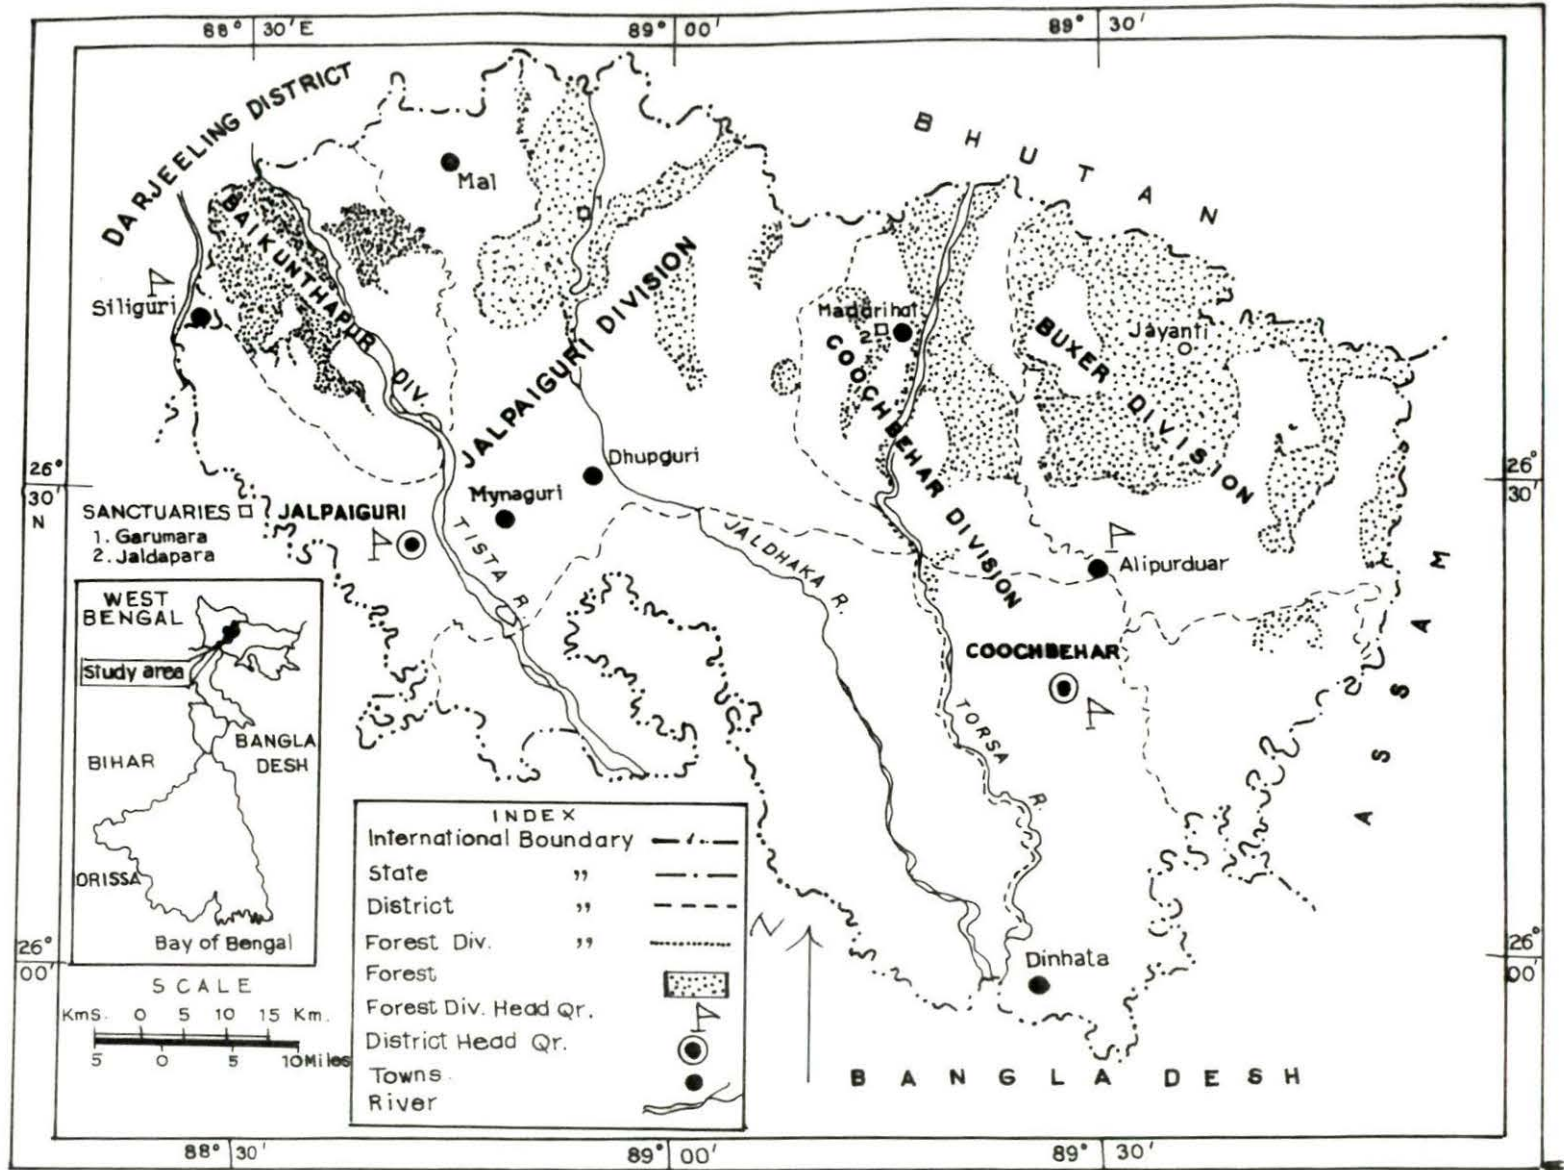 88° 30' E
89° 00'
89° 30'
DARJEELING DISTRICT
BHUTAN
Mal
1
BAIKUNTHAPUR DIV.
Siliguri
JALPAIGURI DIVISION
Madarihat
2
COOCHBEHAR DIVISION
BUXER DIVISION
Jayanti
26° 30' N
26° 30'
Dhupguri
Mynaguri
SANCTUARIES
1. Garumara
2. Jaldapara
JALPAIGURI
TISTA R.
JALDHAKA R.
Alipurduar
COOCHBEHAR
TORSA R.
ASSAM
WEST BENGAL
Study area
BIHAR
BANGLA DESH
ORISSA
Bay of Bengal
INDEX
International Boundary
State ,,
District ,,
Forest Div. ,,
Forest
Forest Div. Head Qr.
District Head Qr.
Towns
River
N
Dinhata
26° 00'
26° 00'
SCALE
Kms. 0 5 10 15 Km.
5 0 5 10 Miles
BANGLA DESH
88° 30'
89° 00'
89° 30'